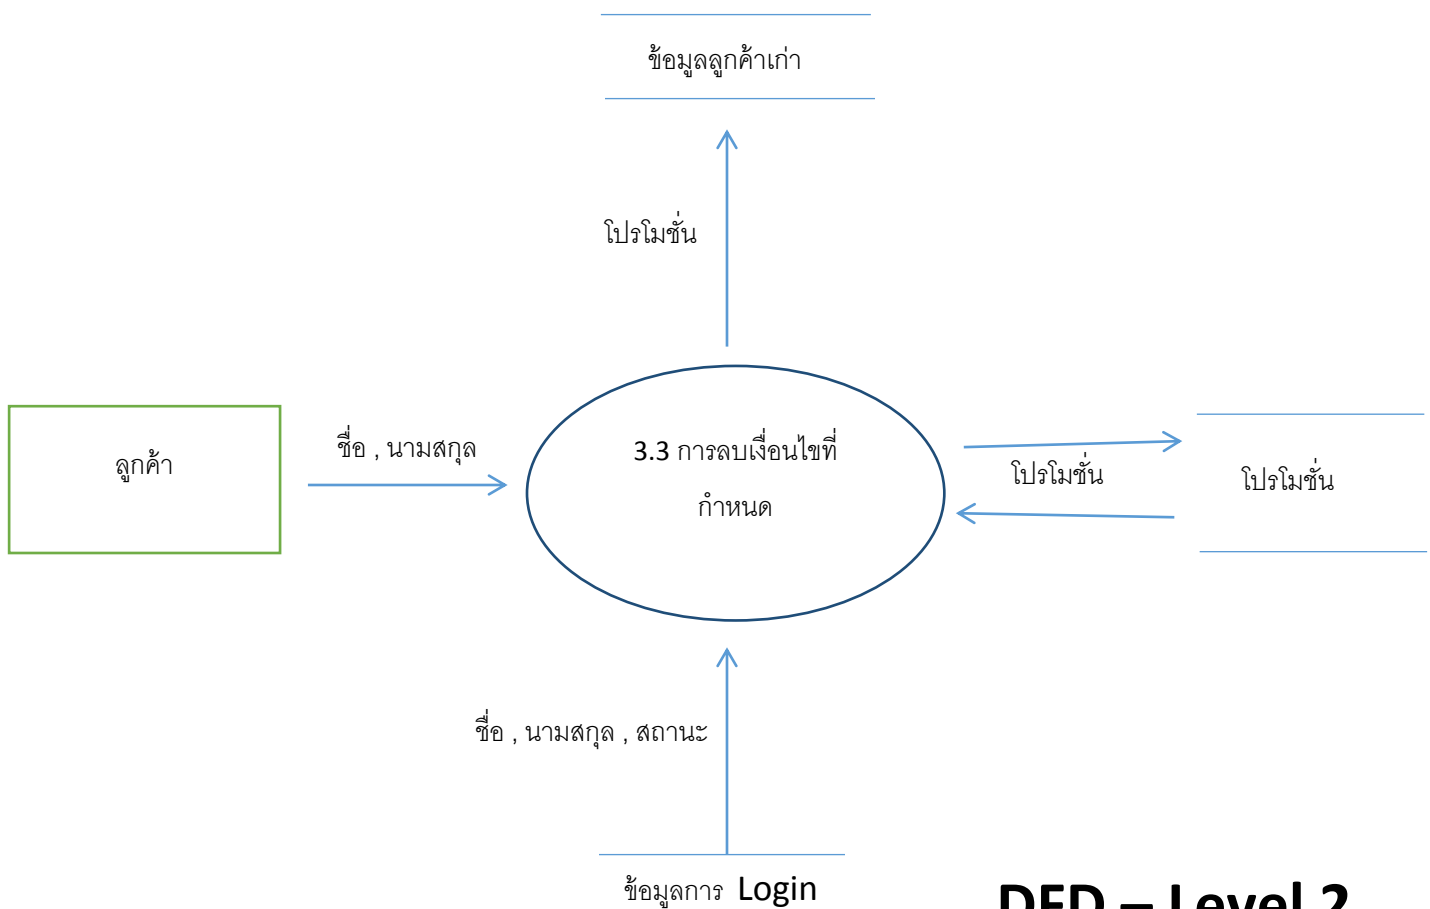 ข้อมูลลูกค้าเก่า
โปรโมชั่น
ลูกค้า
ชื่อ , นามสกุล
3.3 การลบเงื่อนไขที่
กำหนด
โปรโมชั่น
โปรโมชั่น
ชื่อ , นามสกุล , สถานะ
ข้อมูลการ Login
DFD – Level 2